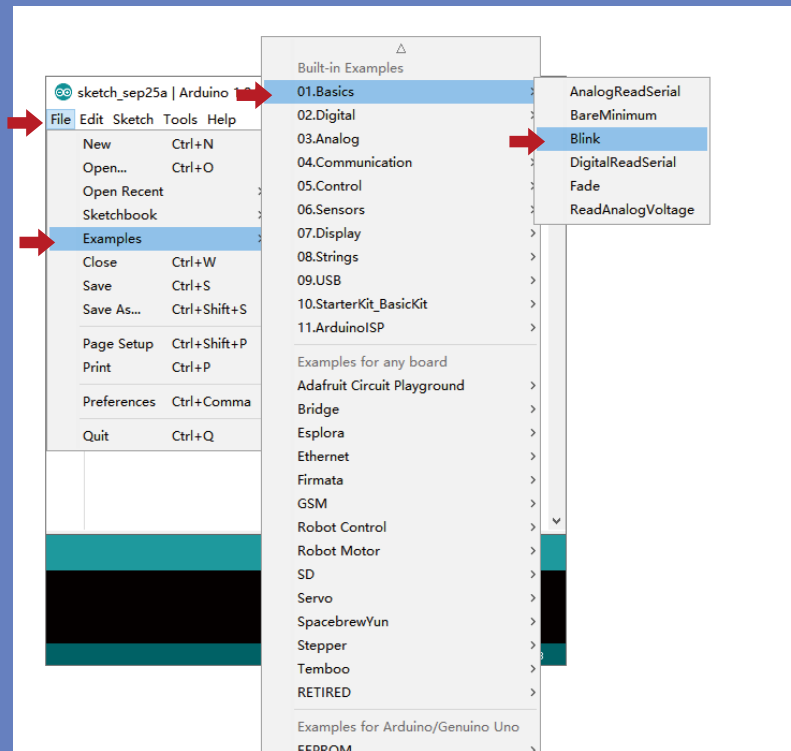 sketch_sep25a | Arduino
File Edit Sketch Tools Help
New Ctrl+N
Open... Ctrl+O
Open Recent
Sketchbook
Examples
Close Ctrl+W
Save Ctrl+S
Save As... Ctrl+Shift+S
Page Setup Ctrl+Shift+P
Print Ctrl+P
Preferences Ctrl+Comma
Quit Ctrl+Q
Built-in Examples
01.Basics
02.Digital
03.Analog
04.Communication
05.Control
06.Sensors
07.Display
08.Strings
09.USB
10.StarterKit_BasicKit
11.ArduinoISP
Examples for any board
Adafruit Circuit Playground
Bridge
Esplora
Ethernet
Firmata
GSM
Robot Control
Robot Motor
SD
Servo
SpacebrewYun
Stepper
Temboo
RETIRED
Examples for Arduino/Genuino Uno
EEPROM
AnalogReadSerial
BareMinimum
Blink
DigitalReadSerial
Fade
ReadAnalogVoltage